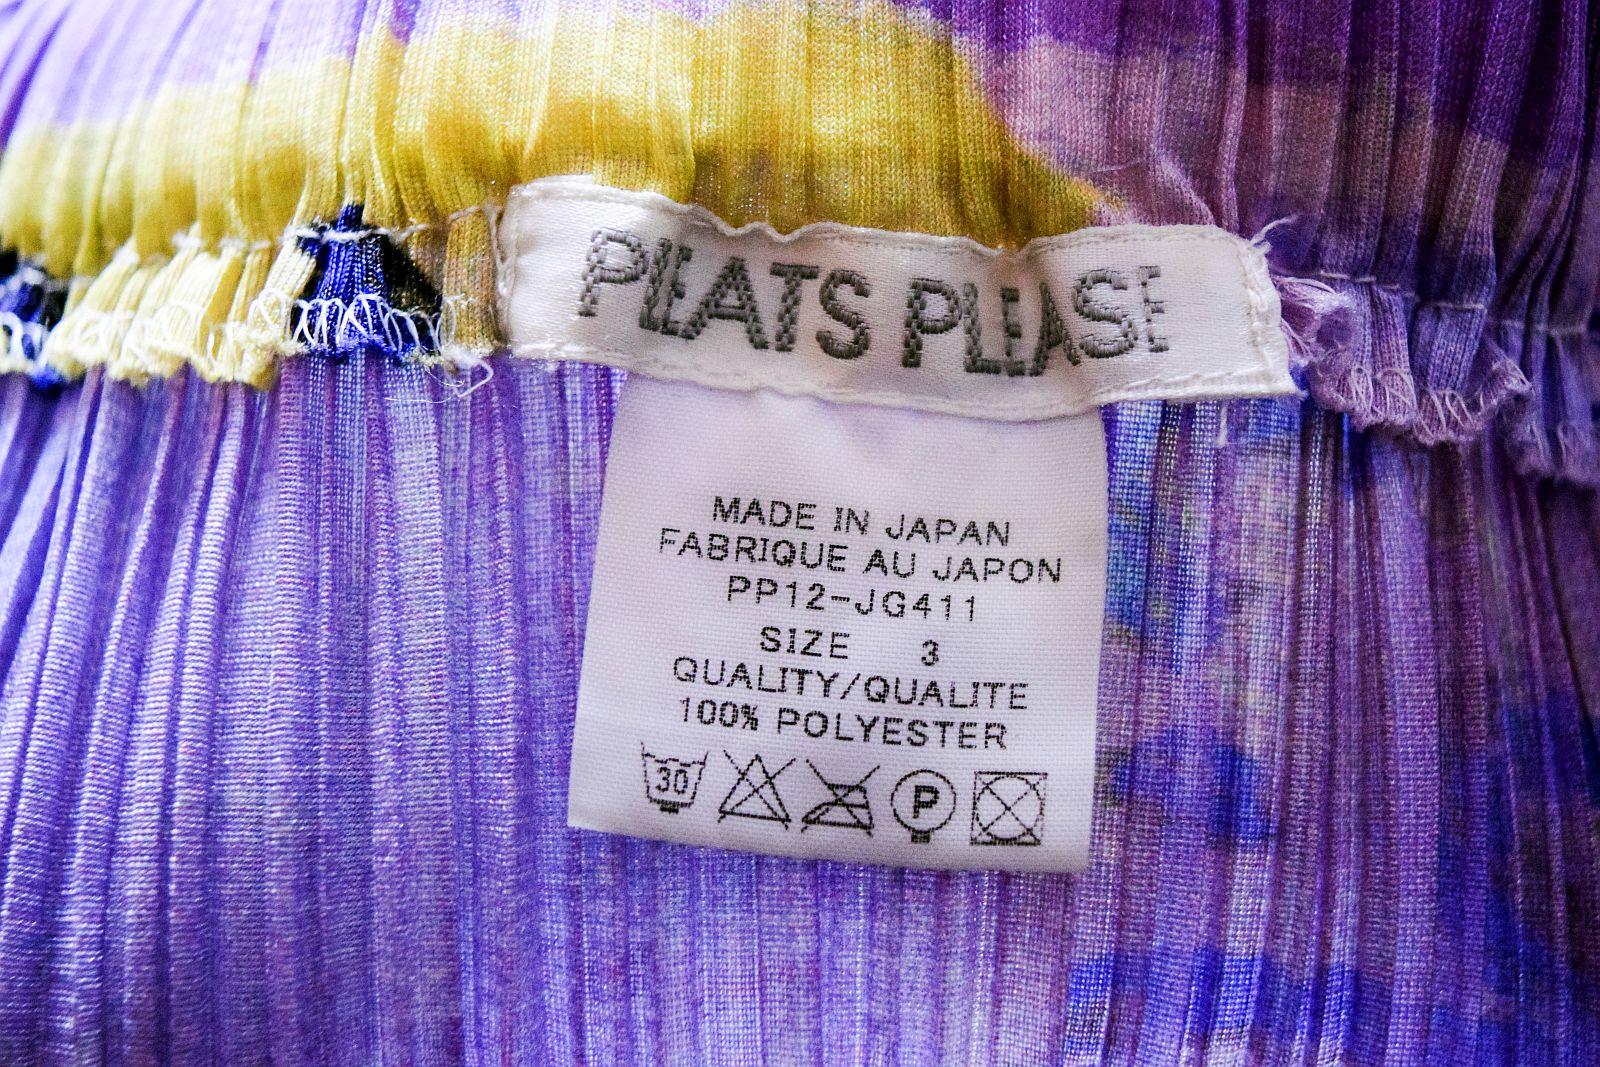 PLEATS PLEASE
MADE IN JAPAN
FABRIQUE AU JAPON
PP12-JG411
SIZE 3
QUALITY/QUALITE
100% POLYESTER
30 P